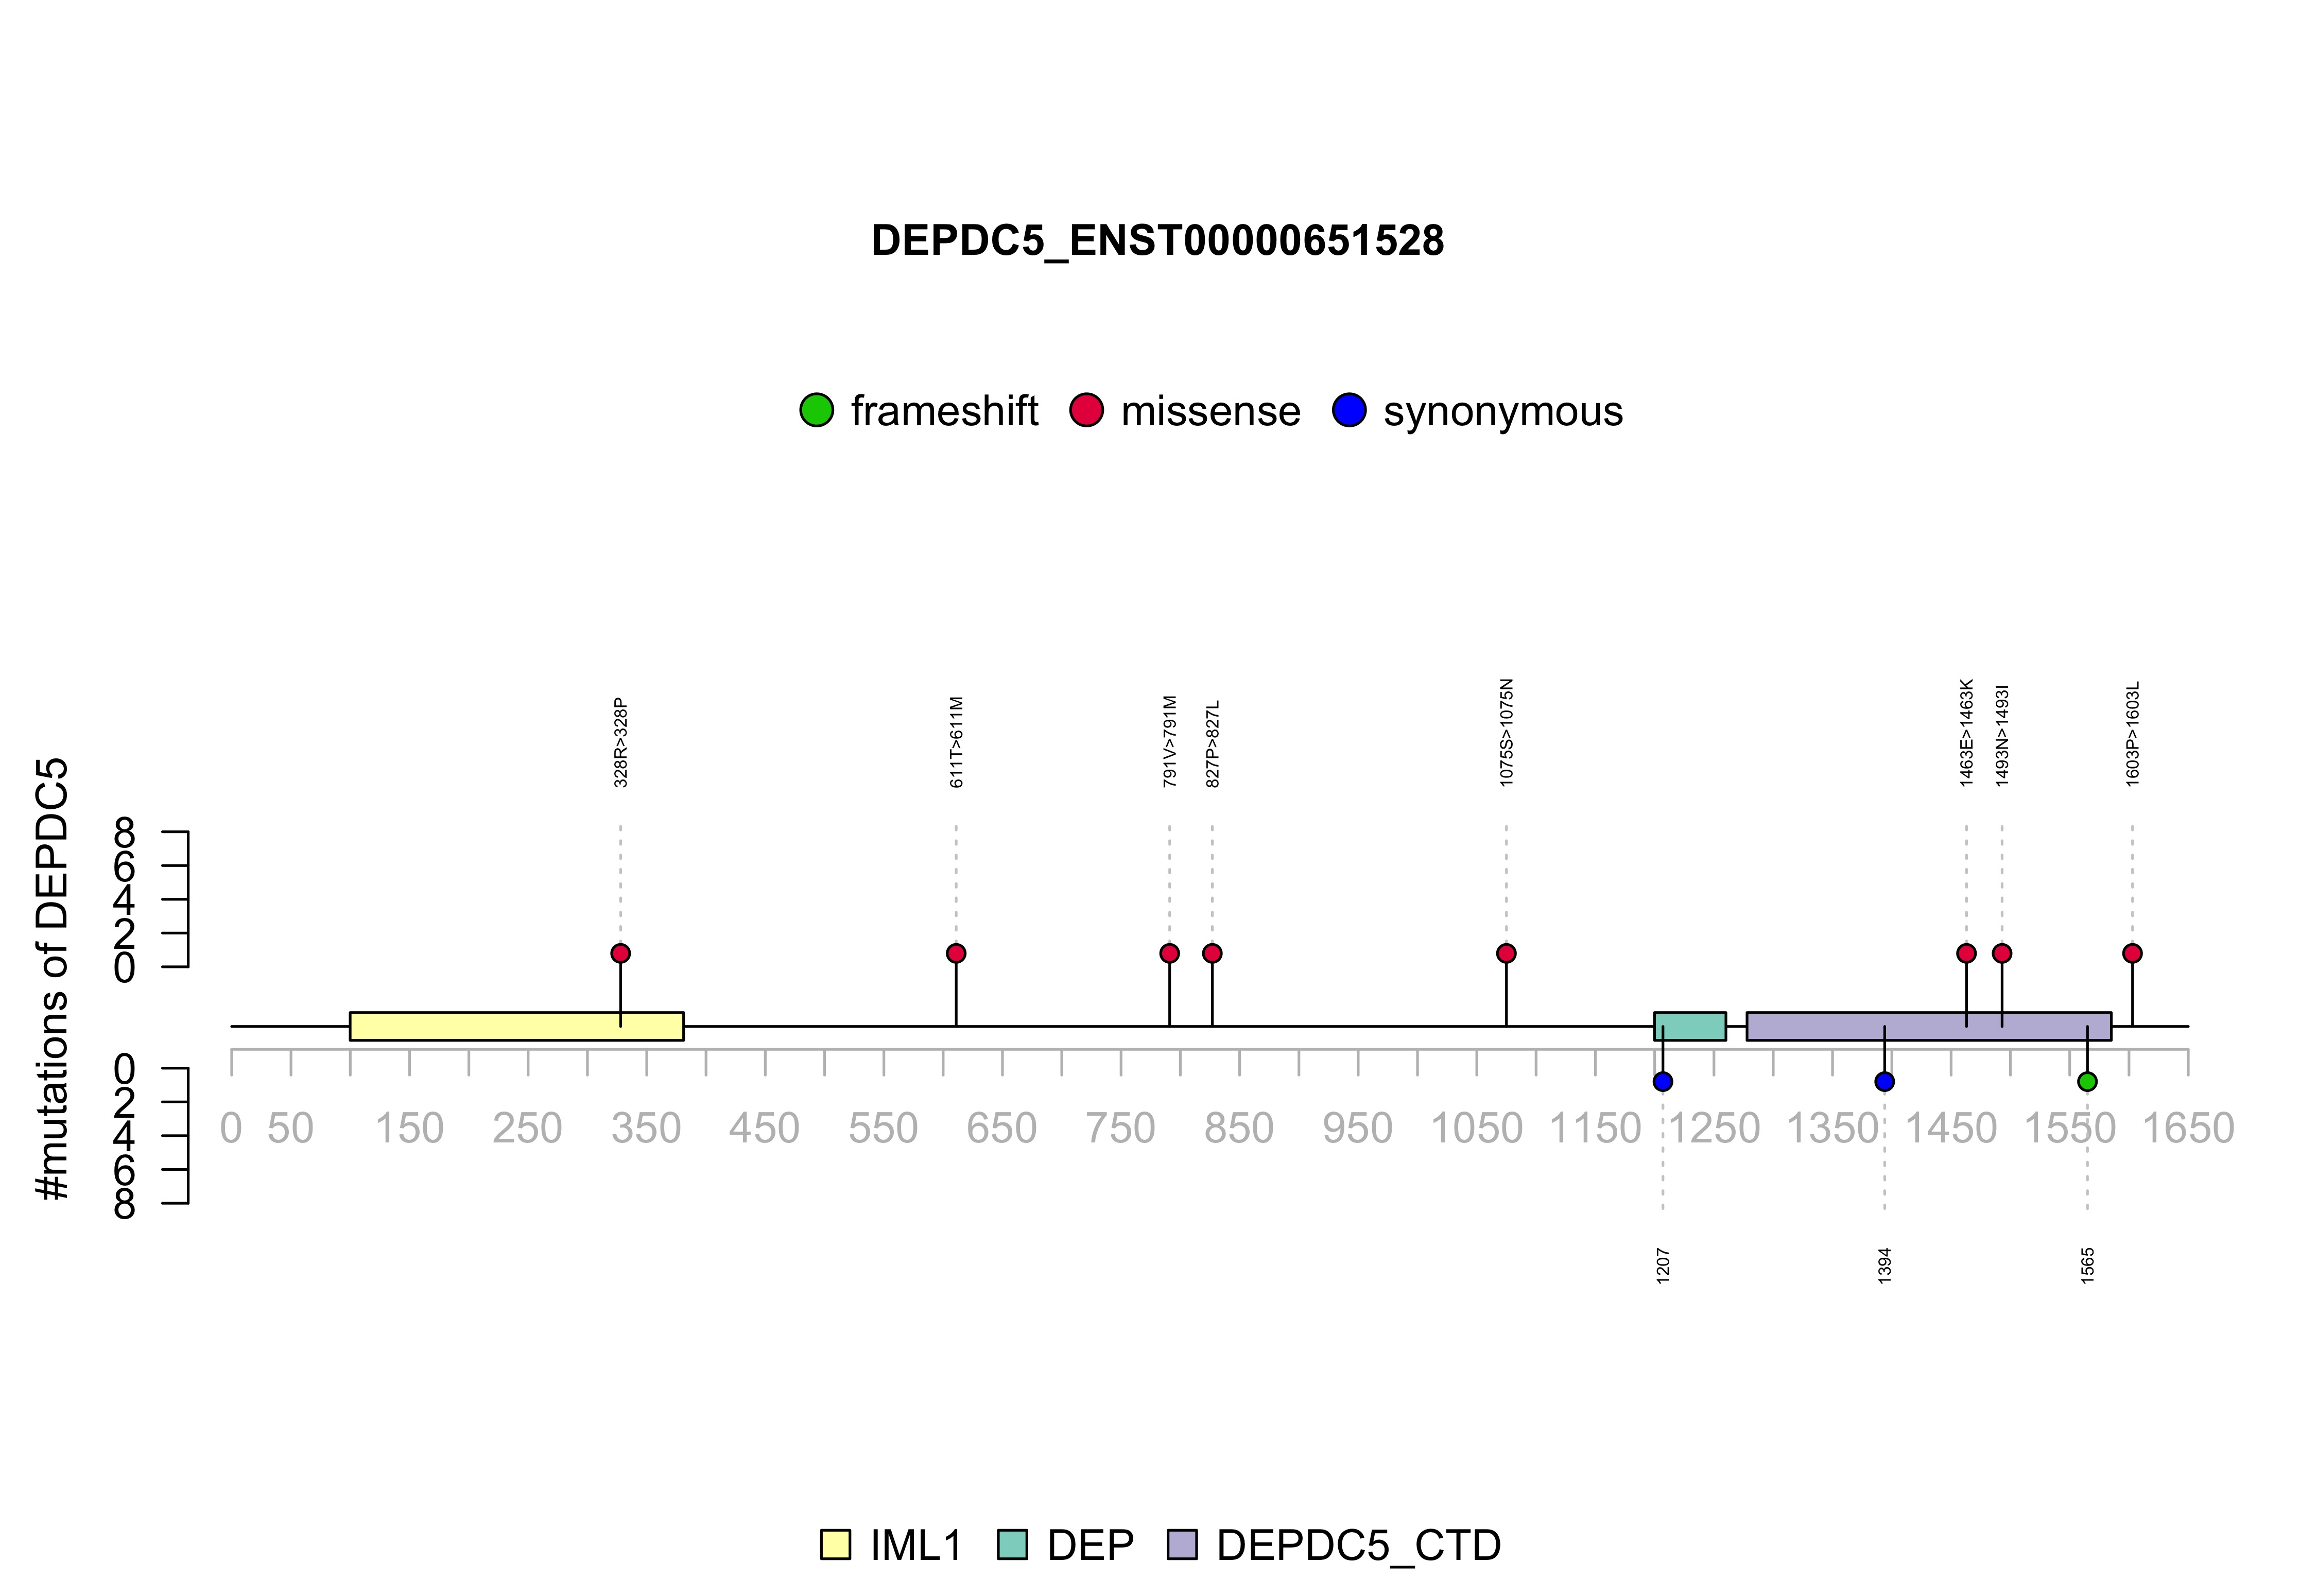 DEPDC5_ENST00000651528
frameshift missense synonymous
328R>328P
611T>611M
791V>791M
827P>827L
1075S>1075N
1463E>1463K
1493N>1493I
1603P>1603L
#mutations of DEPDC5
8
6
4
2
0
0
2
4
6
8
0 50 150 250 350 450 550 650 750 850 950 1050 1150 1250 1350 1450 1550 1650
1207
1394
1565
IML1 DEP DEPDC5_CTD